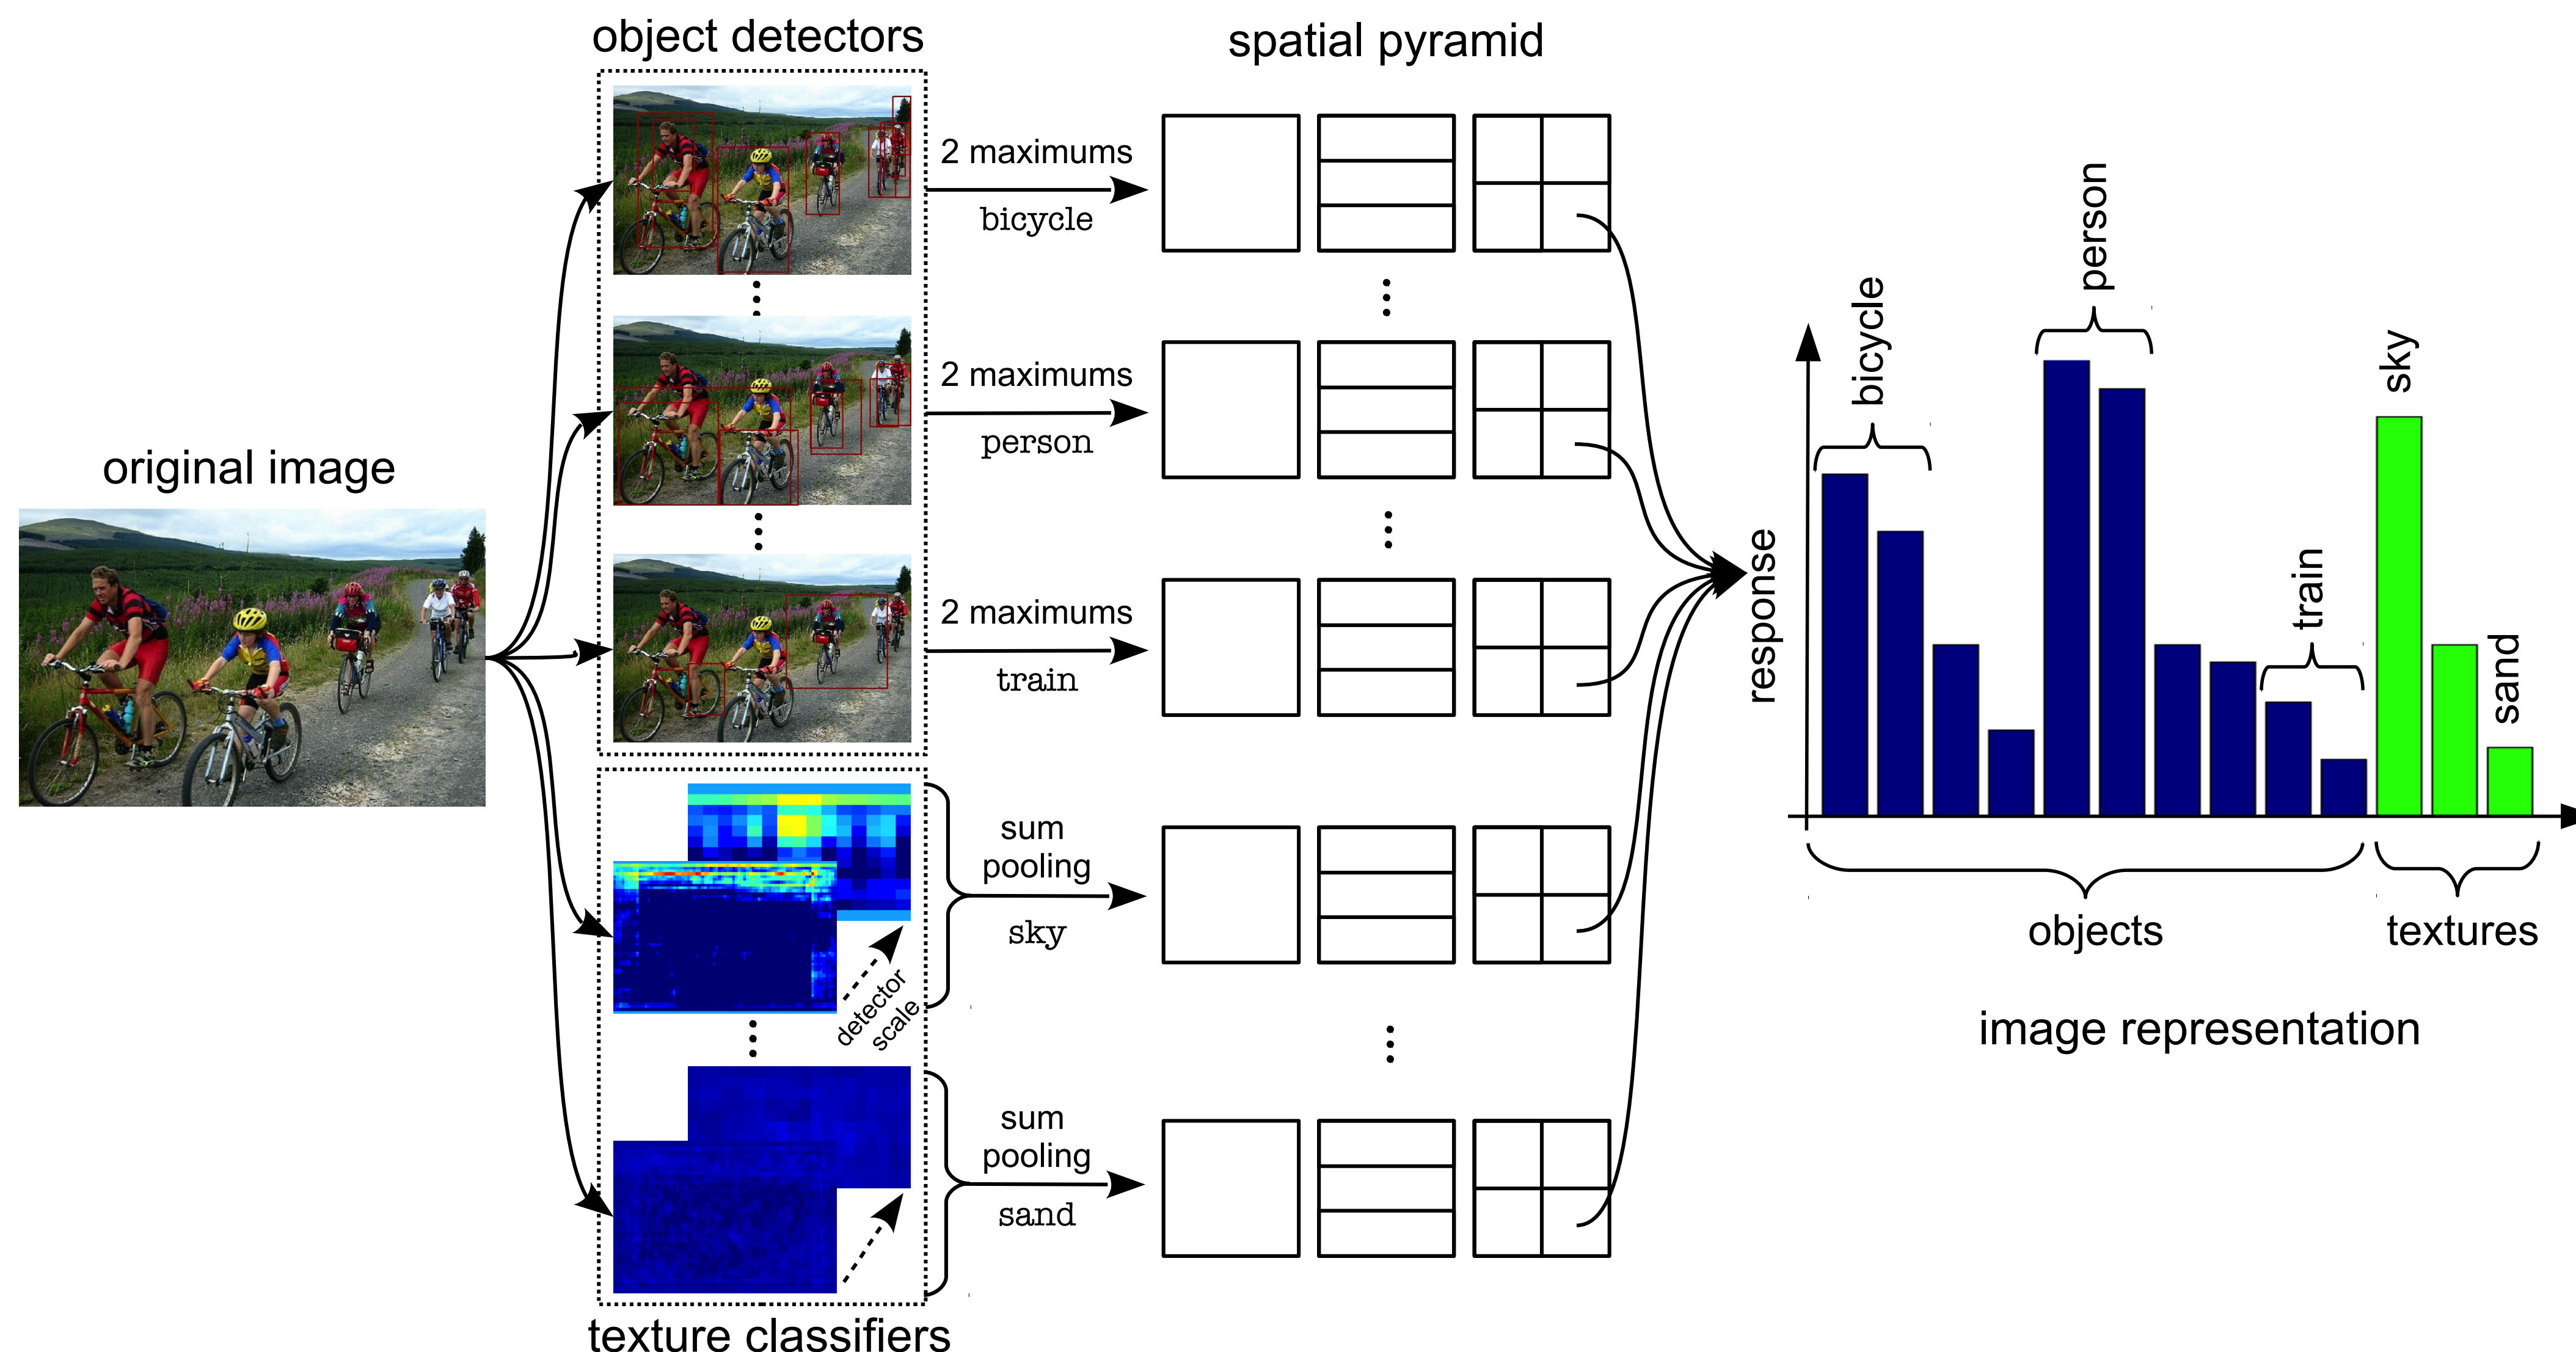 object detectors
spatial pyramid
original image
2 maximums
bicycle
2 maximums
person
2 maximums
train
sum
pooling
sky
detector
scale
sum
pooling
sand
texture classifiers
response
bicycle
person
train
sky
sand
objects
textures
image representation